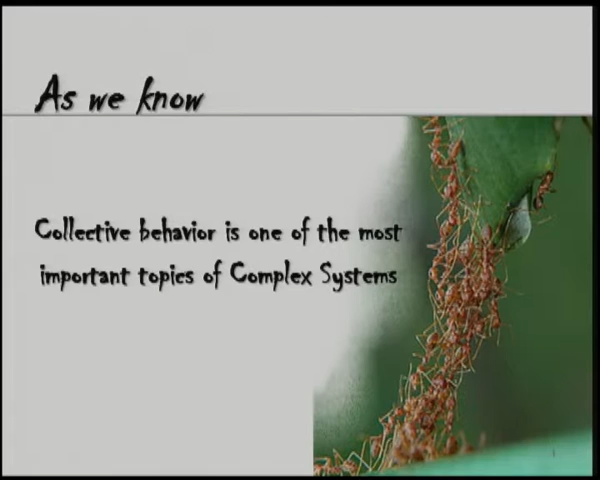 As we know
Collective behavior is one of the most
important topics of Complex Systems